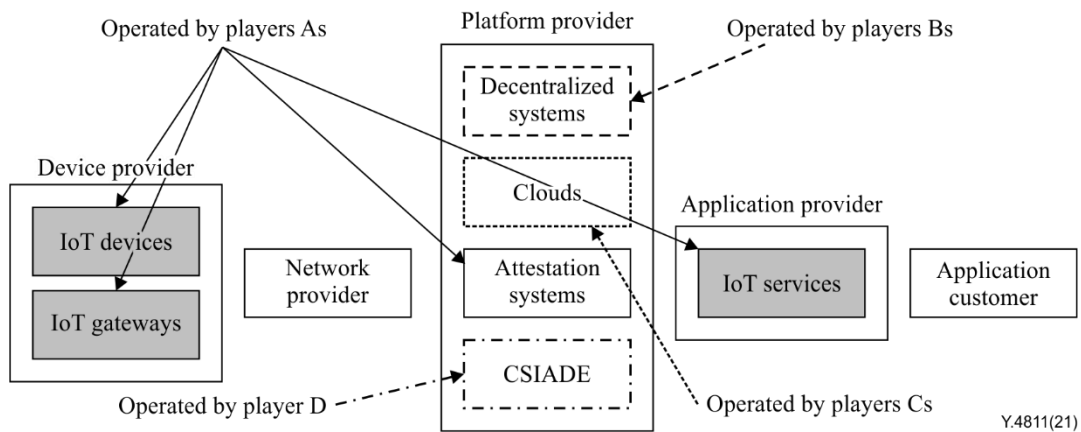 Operated by players As
Platform provider
Operated by players Bs
Decentralized
systems
Device provider
Clouds
Application provider
IoT devices
Network
provider
Attestation
systems
IoT services
Application
customer
IoT gateways
CSIADE
Operated by player D
Operated by players Cs
Y.4811(21)